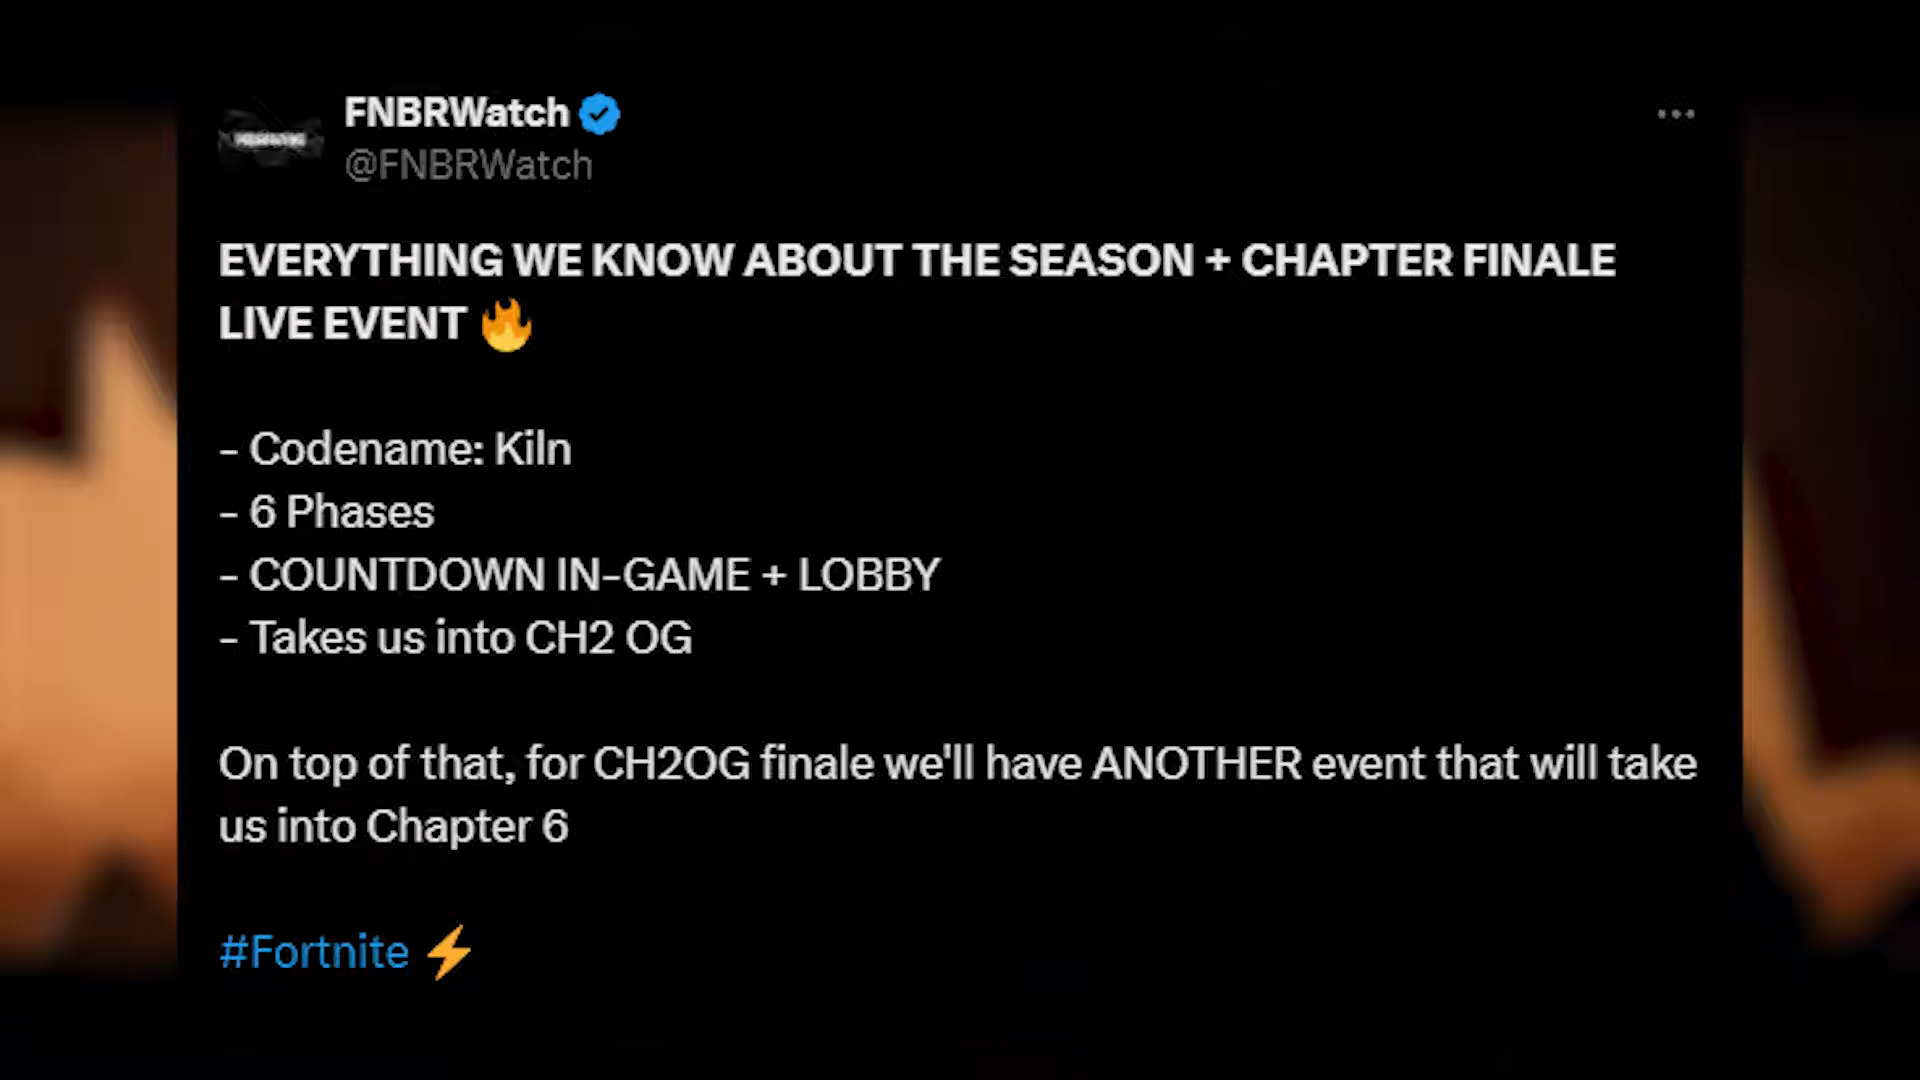 FNBRWatch
@FNBRWatch
EVERYTHING WE KNOW ABOUT THE SEASON + CHAPTER FINALE
LIVE EVENT 🔥
- Codename: Kiln
- 6 Phases
- COUNTDOWN IN-GAME + LOBBY
- Takes us into CH2 OG
On top of that, for CH2OG finale we'll have ANOTHER event that will take
us into Chapter 6
#Fortnite ⚡